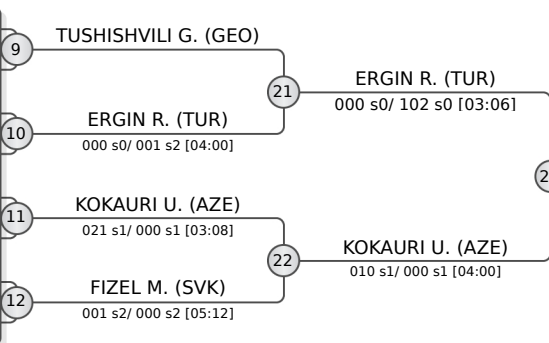 9
TUSHISHVILI G. (GEO)
21
ERGIN R. (TUR)
000 s0/ 102 s0 [03:06]
10
ERGIN R. (TUR)
000 s0/ 001 s2 [04:00]
11
KOKAURI U. (AZE)
021 s1/ 000 s1 [03:08]
22
KOKAURI U. (AZE)
010 s1/ 000 s1 [04:00]
12
FIZEL M. (SVK)
001 s2/ 000 s2 [05:12]